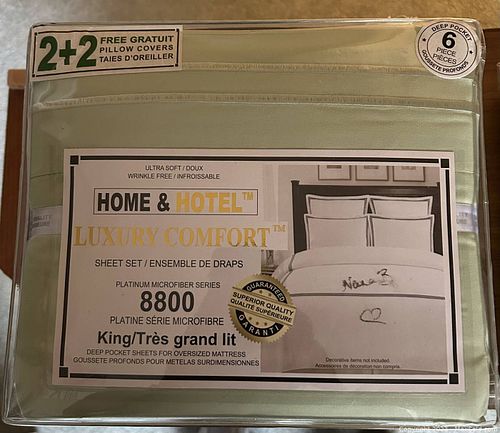 2+2
FREE GRATUIT
PILLOW COVERS
TAIES D'OREILLER
DEEP POCKET
6
PIECE
PIÈCES
GOUSSETE PROFONDS
ULTRA SOFT / DOUX
WRINKLE FREE / INFROISSABLE
HOME & HOTEL™
LUXURY COMFORT™
SHEET SET / ENSEMBLE DE DRAPS
PLATINUM MICROFIBER SERIES
8800
PLATINE SÉRIE MICROFIBRE
King/Très grand lit
DEEP POCKET SHEETS FOR OVERSIZED MATTRESS
GOUSSETE PROFONDS POUR METELAS SURDIMENSIONNES
GUARANTEED
SUPERIOR QUALITY
QUALITÉ SUPÉRIEURE
GARANTI
Decorative items not included.
Accessoires de décoration non compris.